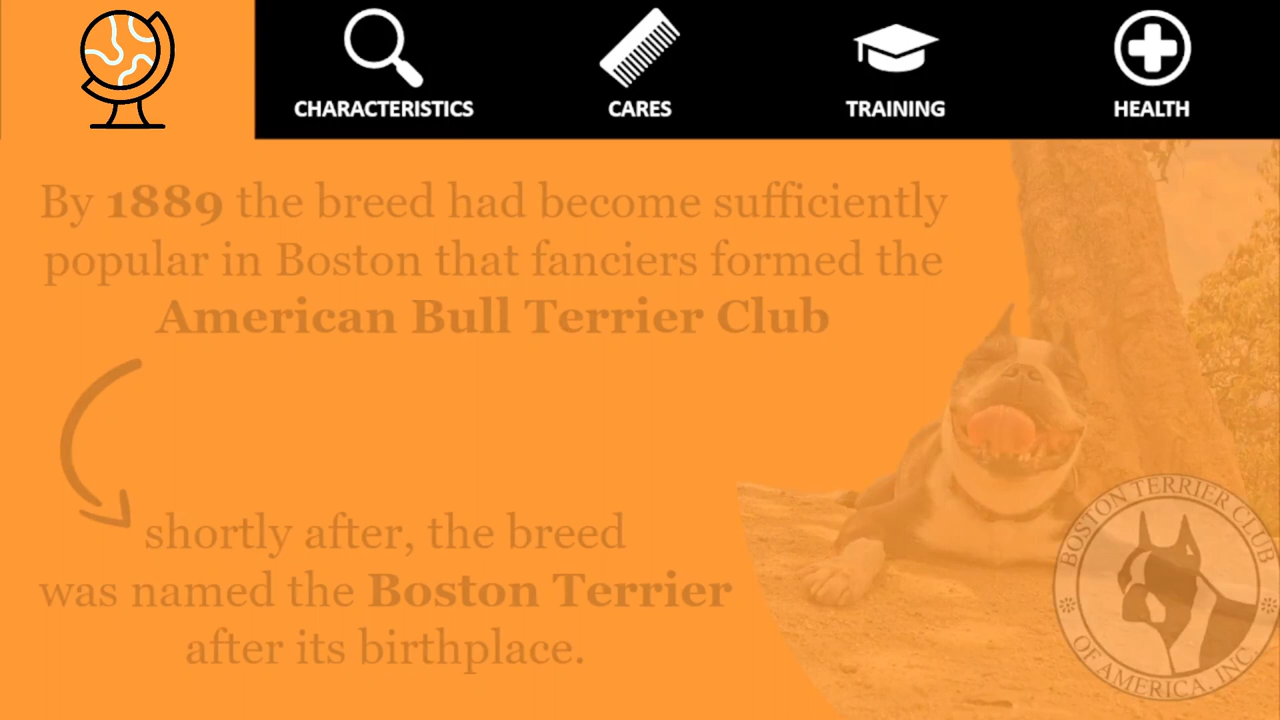 CHARACTERISTICS
CARES
TRAINING
HEALTH
By 1889 the breed had become sufficiently
popular in Boston that fanciers formed the
American Bull Terrier Club
shortly after, the breed
was named the Boston Terrier
after its birthplace.
BOSTON TERRIER CLUB
OF AMERICA, INC.